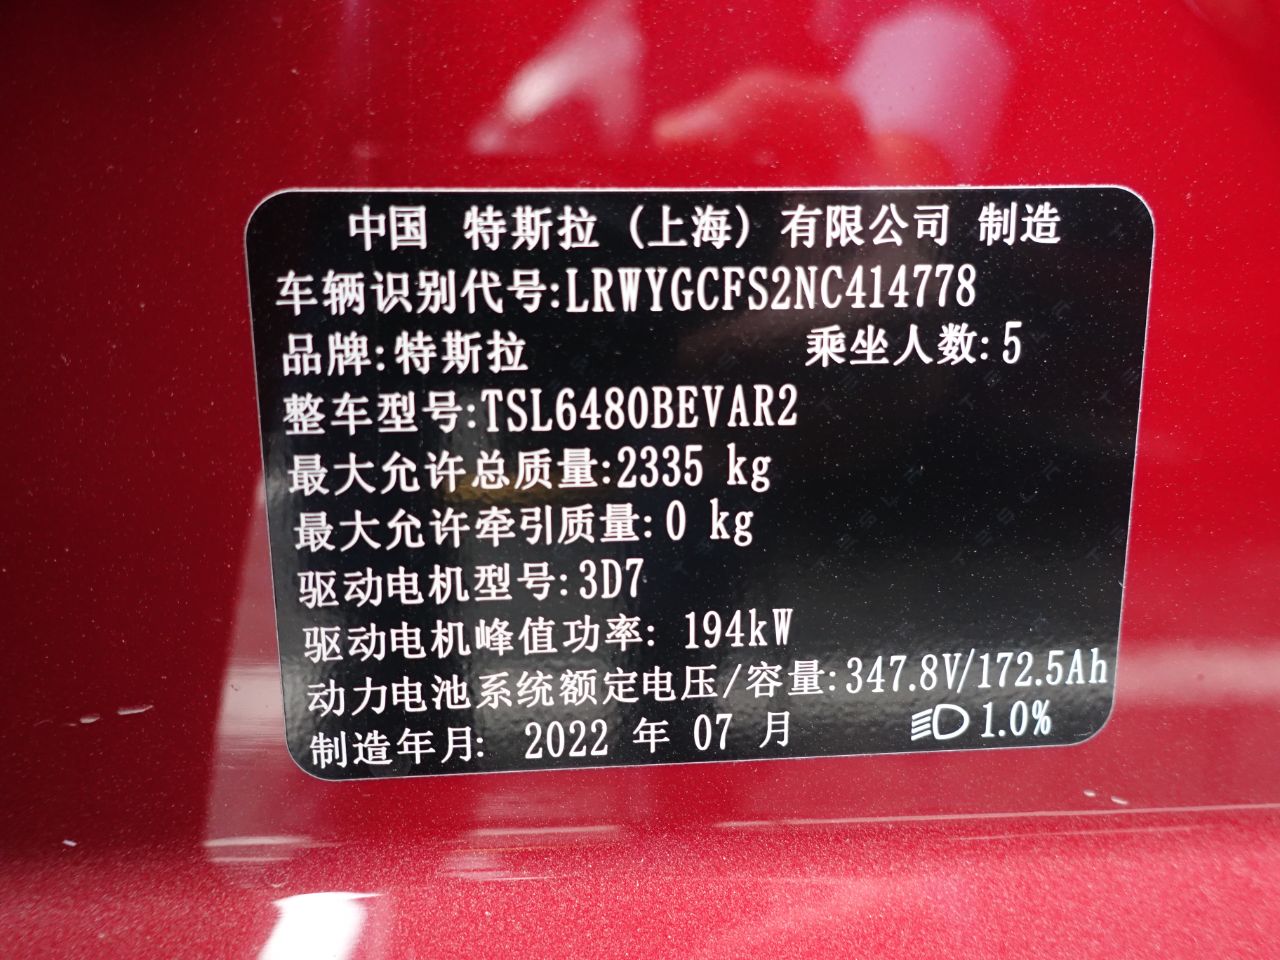 中国 特斯拉(上海)有限公司 制造
车辆识别代号:LRWYGCFS2NC414778
品牌:特斯拉 乘坐人数:5
整车型号:TSL6480BEVAR2
最大允许总质量:2335 kg
最大允许牵引质量:0 kg
驱动电机型号:3D7
驱动电机峰值功率: 194kW
动力电池系统额定电压/容量:347.8V/172.5Ah
制造年月: 2022 年 07 月 1.0%